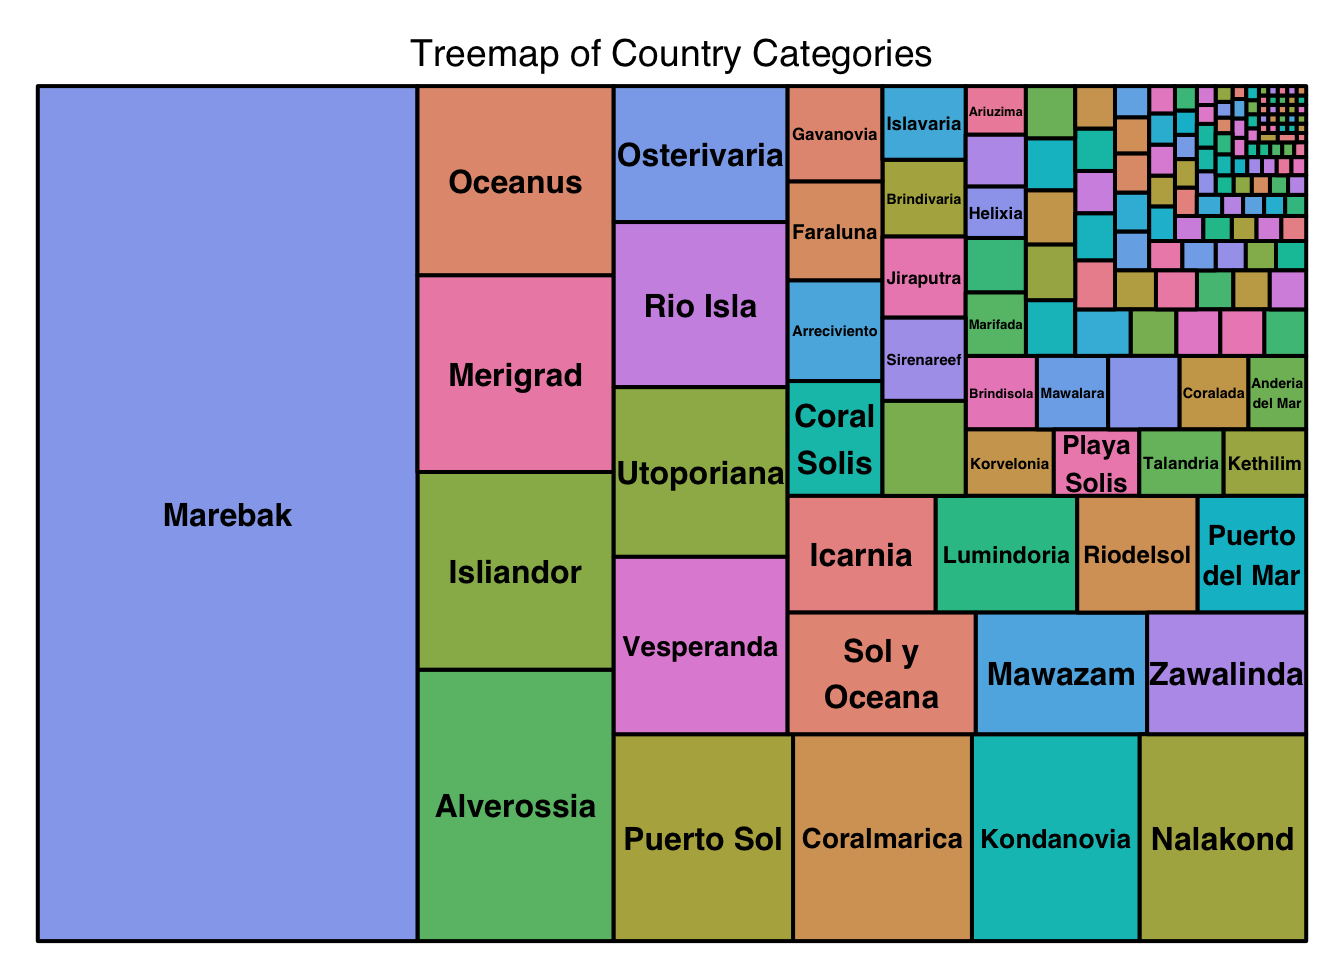 Treemap of Country Categories
Marebak
Oceanus
Merigrad
Isliandor
Alverossia
Osterivaria
Rio Isla
Utoporiana
Vesperanda
Puerto Sol
Coralmarica
Kondanovia
Nalakond
Gavanovia
Faraluna
Arreciviento
Coral
Solis
Islavaria
Brindivaria
Jiraputra
Sirenareef
Ariuzima
Helixia
Marifada
Brindisola
Mawalara
Coralada
Anderia
del Mar
Korvelonia
Playa
Solis
Talandria
Kethilim
Icarnia
Lumindoria
Riodelsol
Puerto
del Mar
Sol y
Oceana
Mawazam
Zawalinda